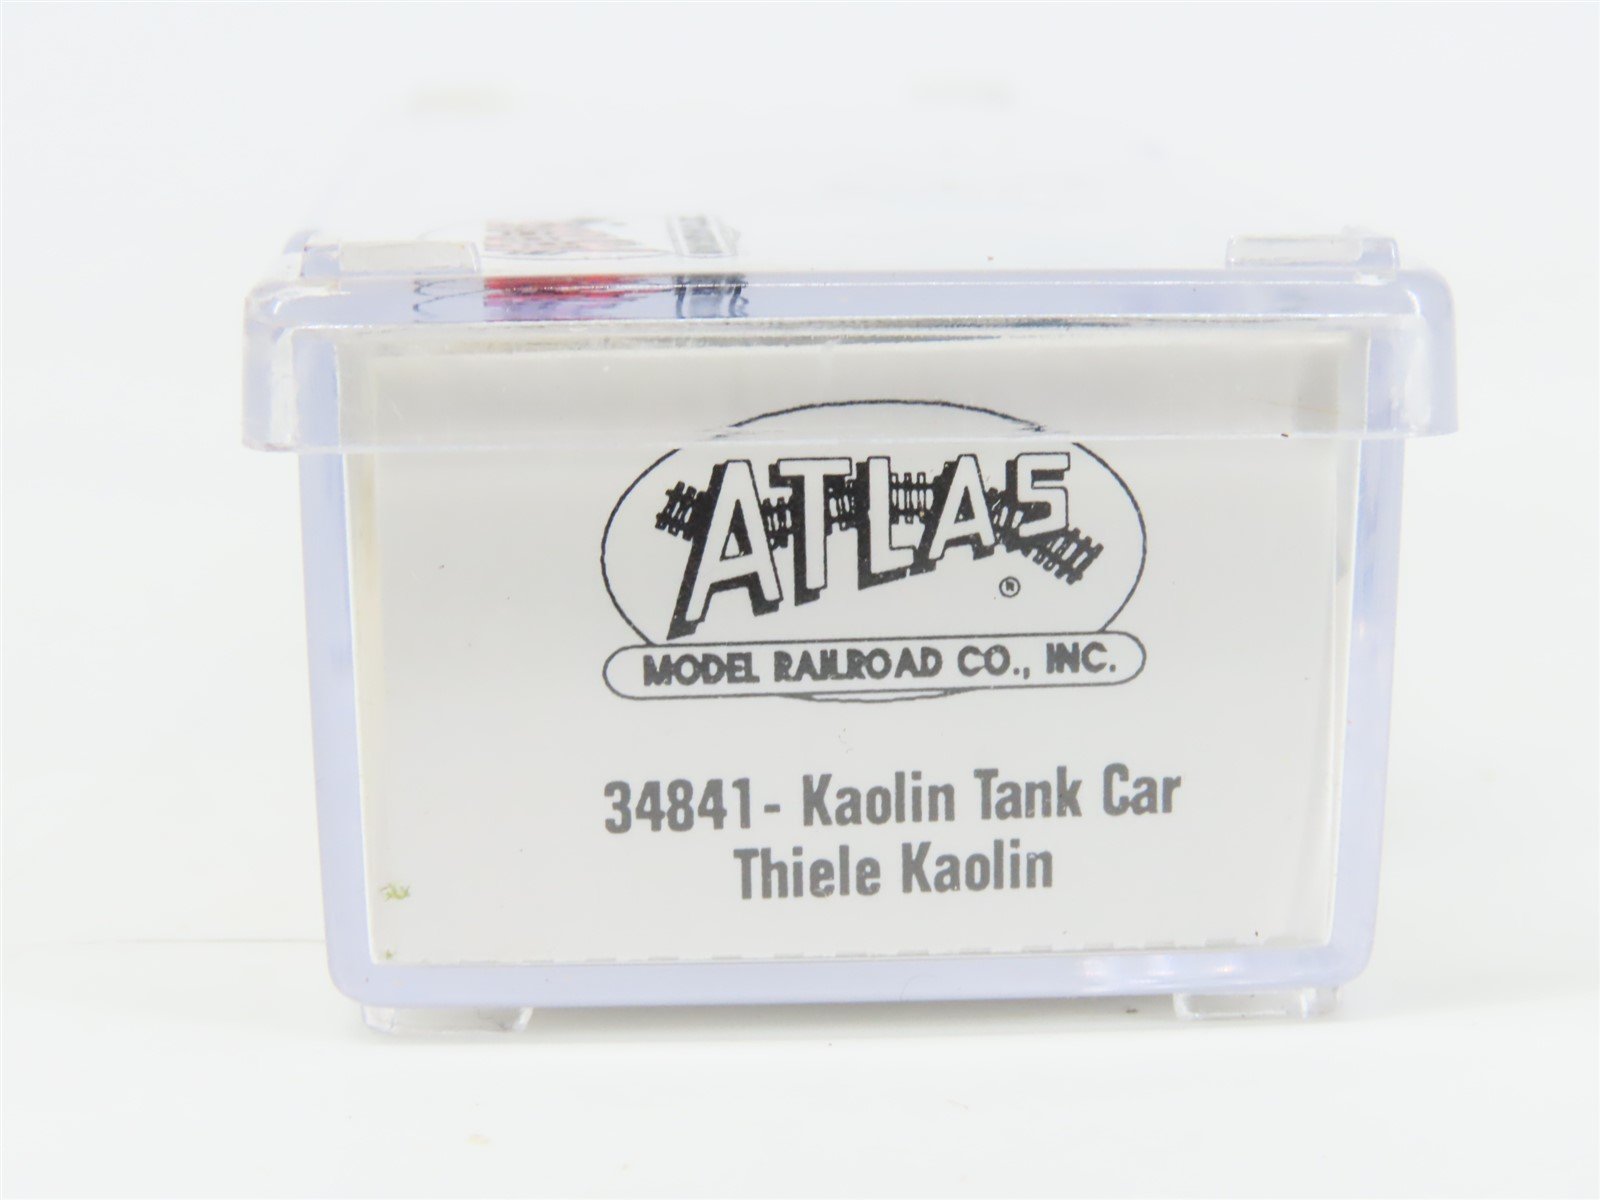 ATLAS
®
MODEL RAILROAD CO., INC.
34841- Kaolin Tank Car
Thiele Kaolin